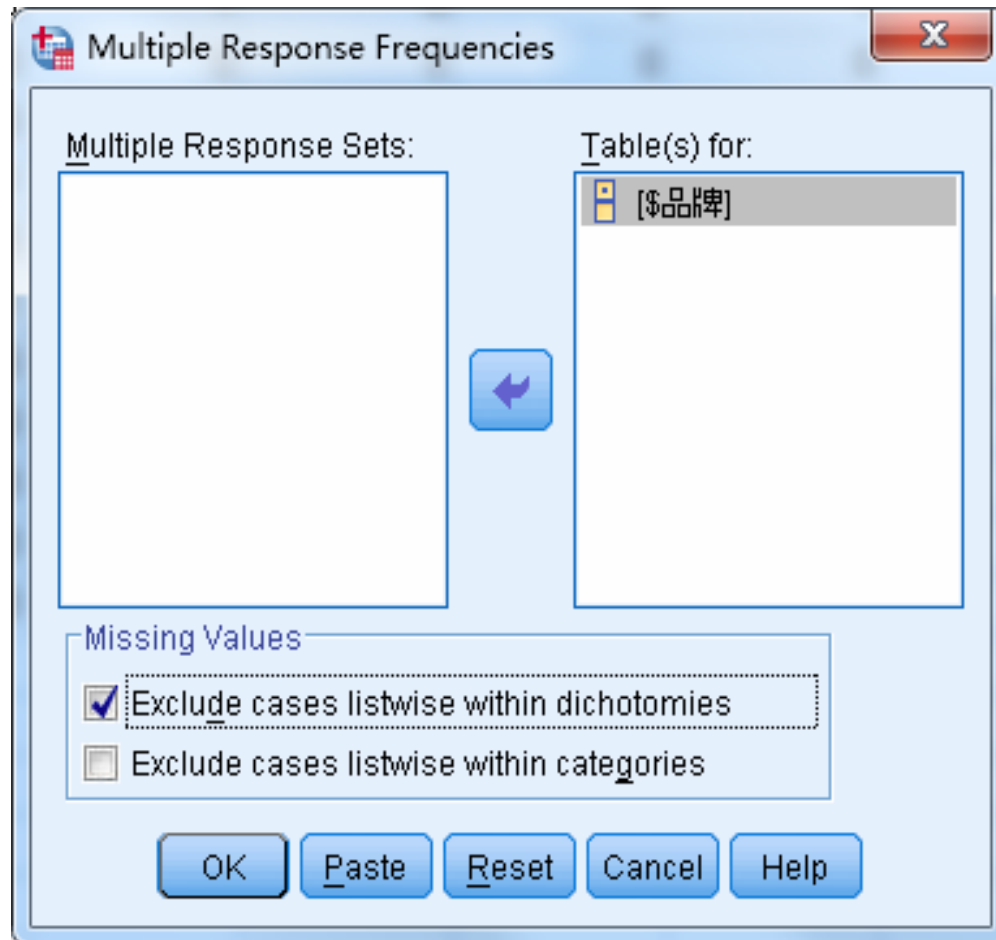 Multiple Response Frequencies
Multiple Response Sets:
Table(s) for:
[$品牌]
Missing Values
Exclude cases listwise within dichotomies
Exclude cases listwise within categories
OK Paste Reset Cancel Help